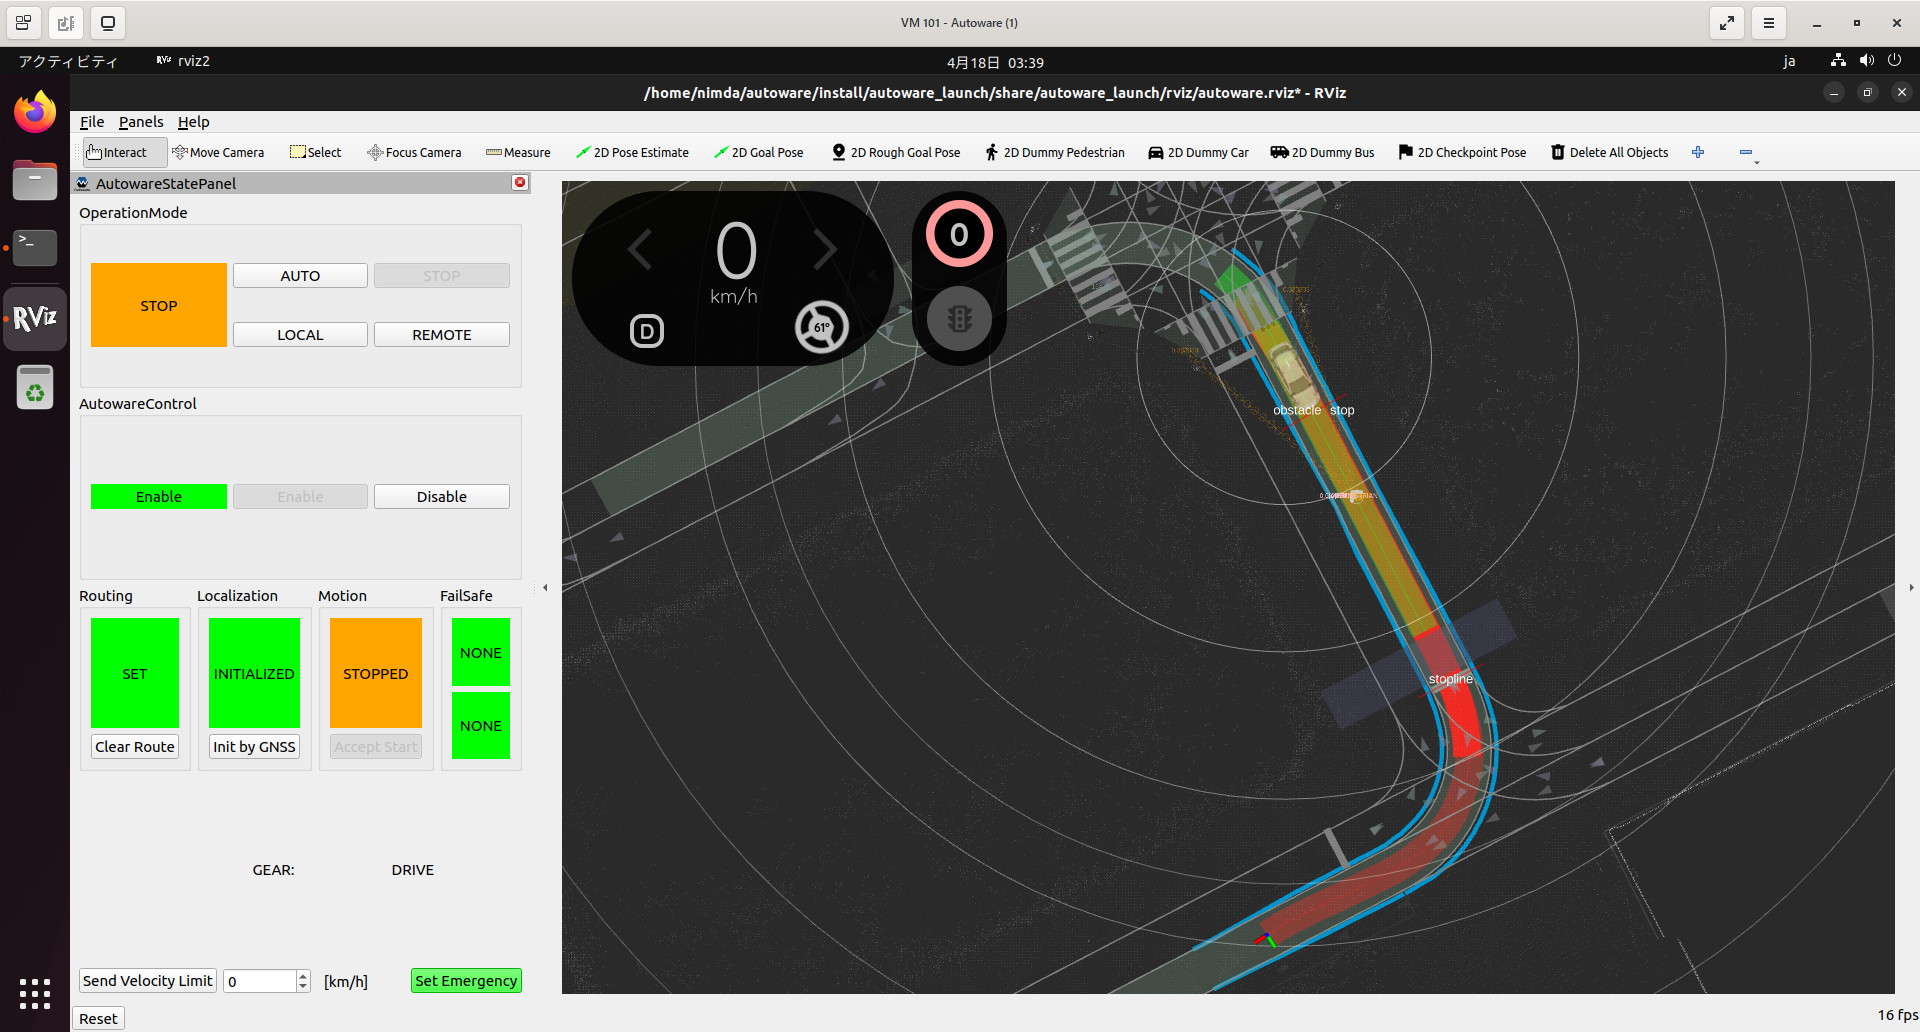 VM 101 - Autoware (1)
アクティビティ
RViz rviz2
4月18日 03:39
ja
/home/nimda/autoware/install/autoware_launch/share/autoware_launch/rviz/autoware.rviz* - RViz
File Panels Help
Interact Move Camera Select Focus Camera Measure 2D Pose Estimate 2D Goal Pose 2D Rough Goal Pose 2D Dummy Pedestrian 2D Dummy Car 2D Dummy Bus 2D Checkpoint Pose Delete All Objects
AutowareStatePanel
OperationMode
STOP
AUTO
STOP
LOCAL
REMOTE
AutowareControl
Enable
Enable
Disable
Routing
Localization
Motion
FailSafe
SET
INITIALIZED
STOPPED
NONE
NONE
Clear Route
Init by GNSS
Accept Start
GEAR:
DRIVE
Send Velocity Limit
0
[km/h]
Set Emergency
Reset
RViz
0
km/h
D
61°
0
obstacle stop
stopline
16 fps